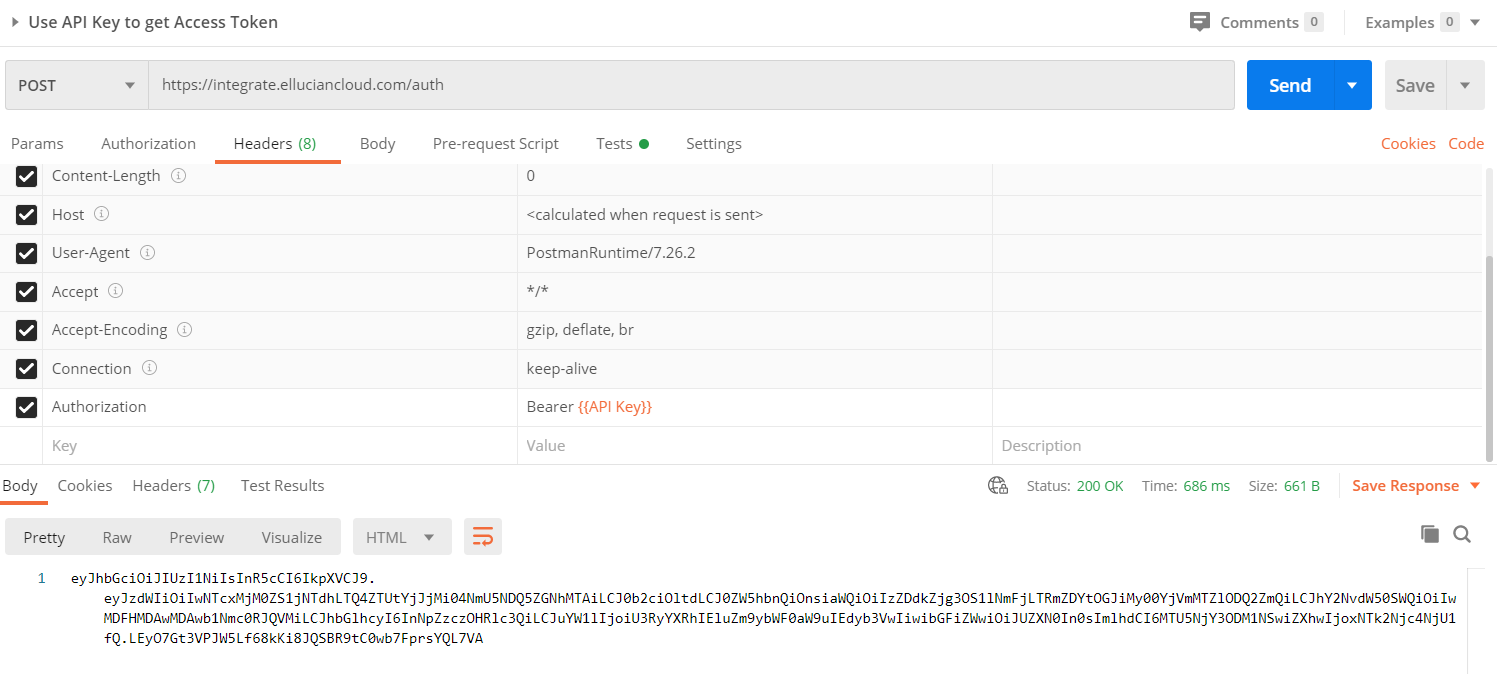 Use API Key to get Access Token
Comments 0
Examples 0
POST
https://integrate.elluciancloud.com/auth
Send
Save
Params
Authorization
Headers (8)
Body
Pre-request Script
Tests
Settings
Cookies
Code
Content-Length
0
Host
<calculated when request is sent>
User-Agent
PostmanRuntime/7.26.2
Accept
*/*
Accept-Encoding
gzip, deflate, br
Connection
keep-alive
Authorization
Bearer {{API Key}}
Key
Value
Description
Body
Cookies
Headers (7)
Test Results
Status: 200 OK
Time: 686 ms
Size: 661 B
Save Response
Pretty
Raw
Preview
Visualize
HTML
1
eyJhbGciOiJIUzI1NiIsInR5cCI6IkpXVCJ9.
eyJzdWIiOiIwNTcxMjM0ZS1jNTdhLTQ4ZTUtYjJjMi04NmU5NDQ5ZGNhMTAiLCJ0b2ciOltdLCJ0ZW5hbnQiOnsiaWQiOiIzZDdkZjg3OS1lNmFjLTRmZDYtOGJiMy00YjVmMTZlODQ2ZmQiLCJhY2NvdW50SWQiOiIw
MDFHMDAwMDAwb1Nmc0RJQVMiLCJhbGlhcyI6InNpZzczOHRlc3QiLCJuYW1lIjoiU3RyYXRhIEluZm9ybWF0aW9uIEdyb3VwIiwibGFiZWwiOiJUZXN0In0sImlhdCI6MTU5NjY3ODM1NSwiZXhwIjoxNTk2Njc4NjU1
fQ.LEyO7Gt3VPJW5Lf68kKi8JQSBR9tC0wb7FprsYQL7VA